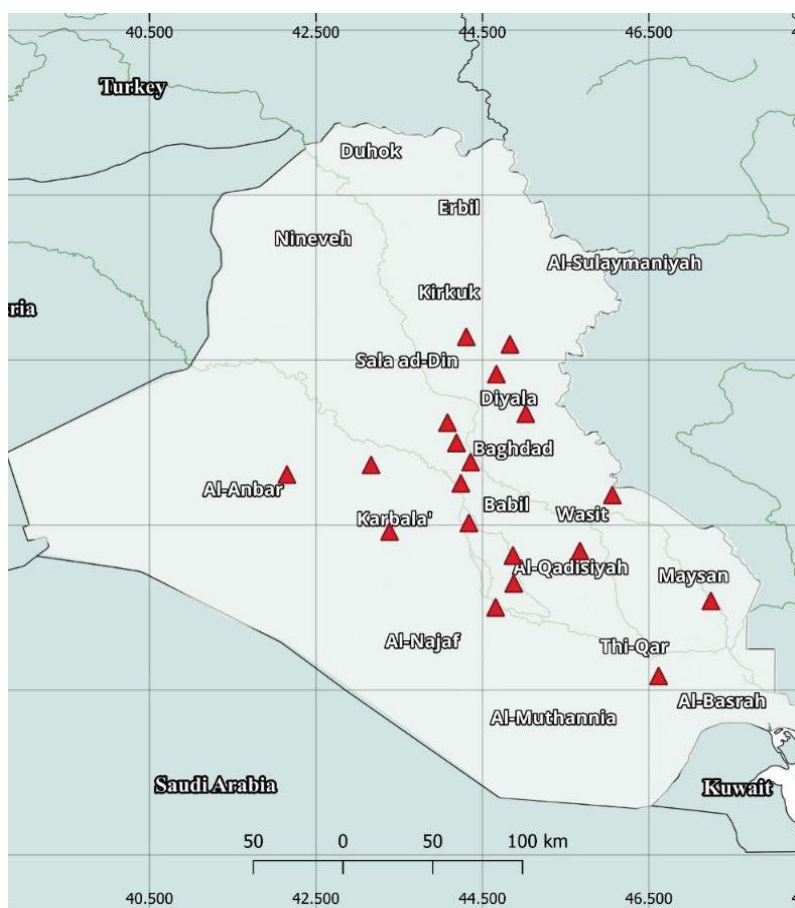 40.500 42.500 44.500 46.500
Turkey
Duhok
Erbil
Nineveh
Al-Sulaymaniyah
Kirkuk
ria
Sala ad-Din
Diyala
Baghdad
Al-Anbar
Babil
Karbala'
Wasit
Al-Qadisiyah
Maysan
Al-Najaf
Thi-Qar
Al-Basrah
Al-Muthannia
Saudi Arabia
Kuwait
50 0 50 100 km
40.500 42.500 44.500 46.500